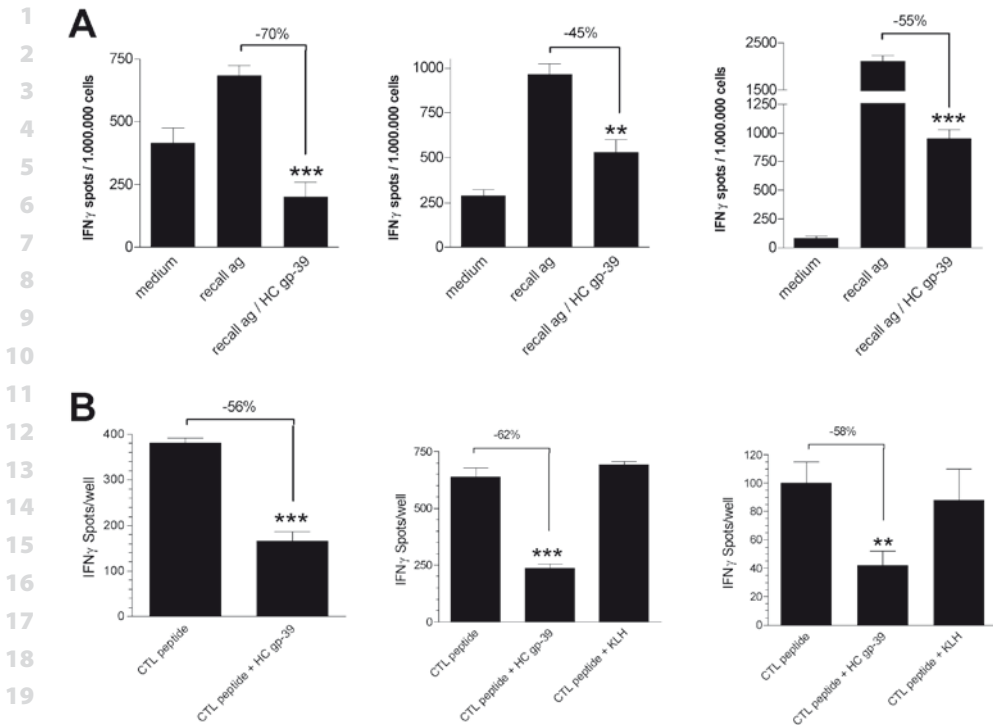 1
2
3
4
5
6
7
8
9
10
11
12
13
14
15
16
17
18
19
A
-70%
750
500
250
0
IFNγ spots / 1.000.000 cells
***
medium
recall ag
recall ag / HC gp-39
-45%
1000
750
500
250
0
IFNγ spots / 1.000.000 cells
**
medium
recall ag
recall ag / HC gp-39
-55%
2500
1500
1250
1000
750
500
250
0
IFNγ spots / 1.000.000 cells
***
medium
recall ag
recall ag / HC gp-39
B
-56%
400
300
200
100
0
IFNγ Spots/well
***
CTL peptide
CTL peptide + HC gp-39
-62%
750
500
250
0
IFNγ Spots/well
***
CTL peptide
CTL peptide + HC gp-39
CTL peptide + KLH
-58%
120
100
80
60
40
20
0
IFNγ Spots/well
**
CTL peptide
CTL peptide + HC gp-39
CTL peptide + KLH